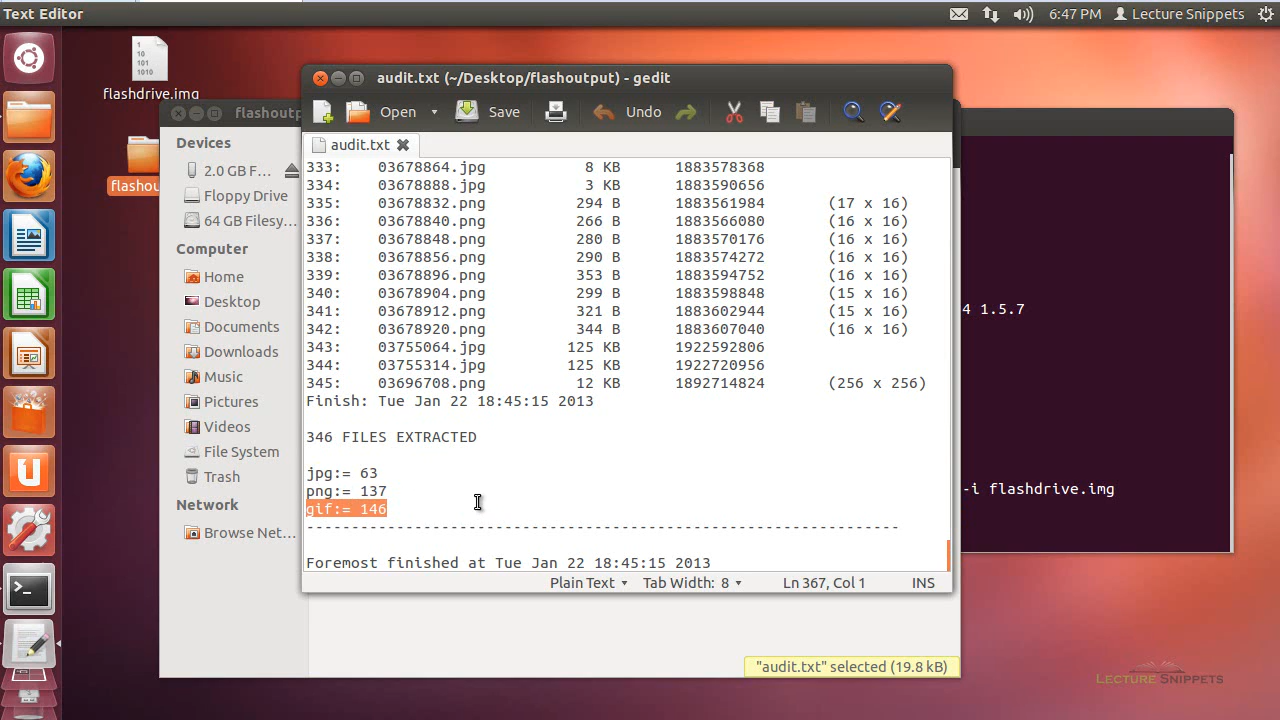 Text Editor
6:47 PM Lecture Snippets
1
10
101
1010
flashdrive.img
flashou
flashoutp
Devices
2.0 GB F...
Floppy Drive
64 GB Filesy...
Computer
Home
Desktop
Documents
Downloads
Music
Pictures
Videos
File System
Trash
Network
Browse Net...
audit.txt (~/Desktop/flashoutput) - gedit
Open Save Undo
audit.txt
333: 03678864.jpg 8 KB 1883578368
334: 03678888.jpg 3 KB 1883590656
335: 03678832.png 294 B 1883561984 (17 x 16)
336: 03678840.png 266 B 1883566080 (16 x 16)
337: 03678848.png 280 B 1883570176 (16 x 16)
338: 03678856.png 290 B 1883574272 (16 x 16)
339: 03678896.png 353 B 1883594752 (16 x 16)
340: 03678904.png 299 B 1883598848 (15 x 16)
341: 03678912.png 321 B 1883602944 (15 x 16)
342: 03678920.png 344 B 1883607040 (16 x 16)
343: 03755064.jpg 125 KB 1922592806
344: 03755314.jpg 125 KB 1922720956
345: 03696708.png 12 KB 1892714824 (256 x 256)
Finish: Tue Jan 22 18:45:15 2013
346 FILES EXTRACTED
jpg:= 63
png:= 137
gif:= 146
------------------------------------------------------------------
Foremost finished at Tue Jan 22 18:45:15 2013
Plain Text Tab Width: 8 Ln 367, Col 1 INS
4 1.5.7
-i flashdrive.img
"audit.txt" selected (19.8 kB)
LECTURE SNIPPETS